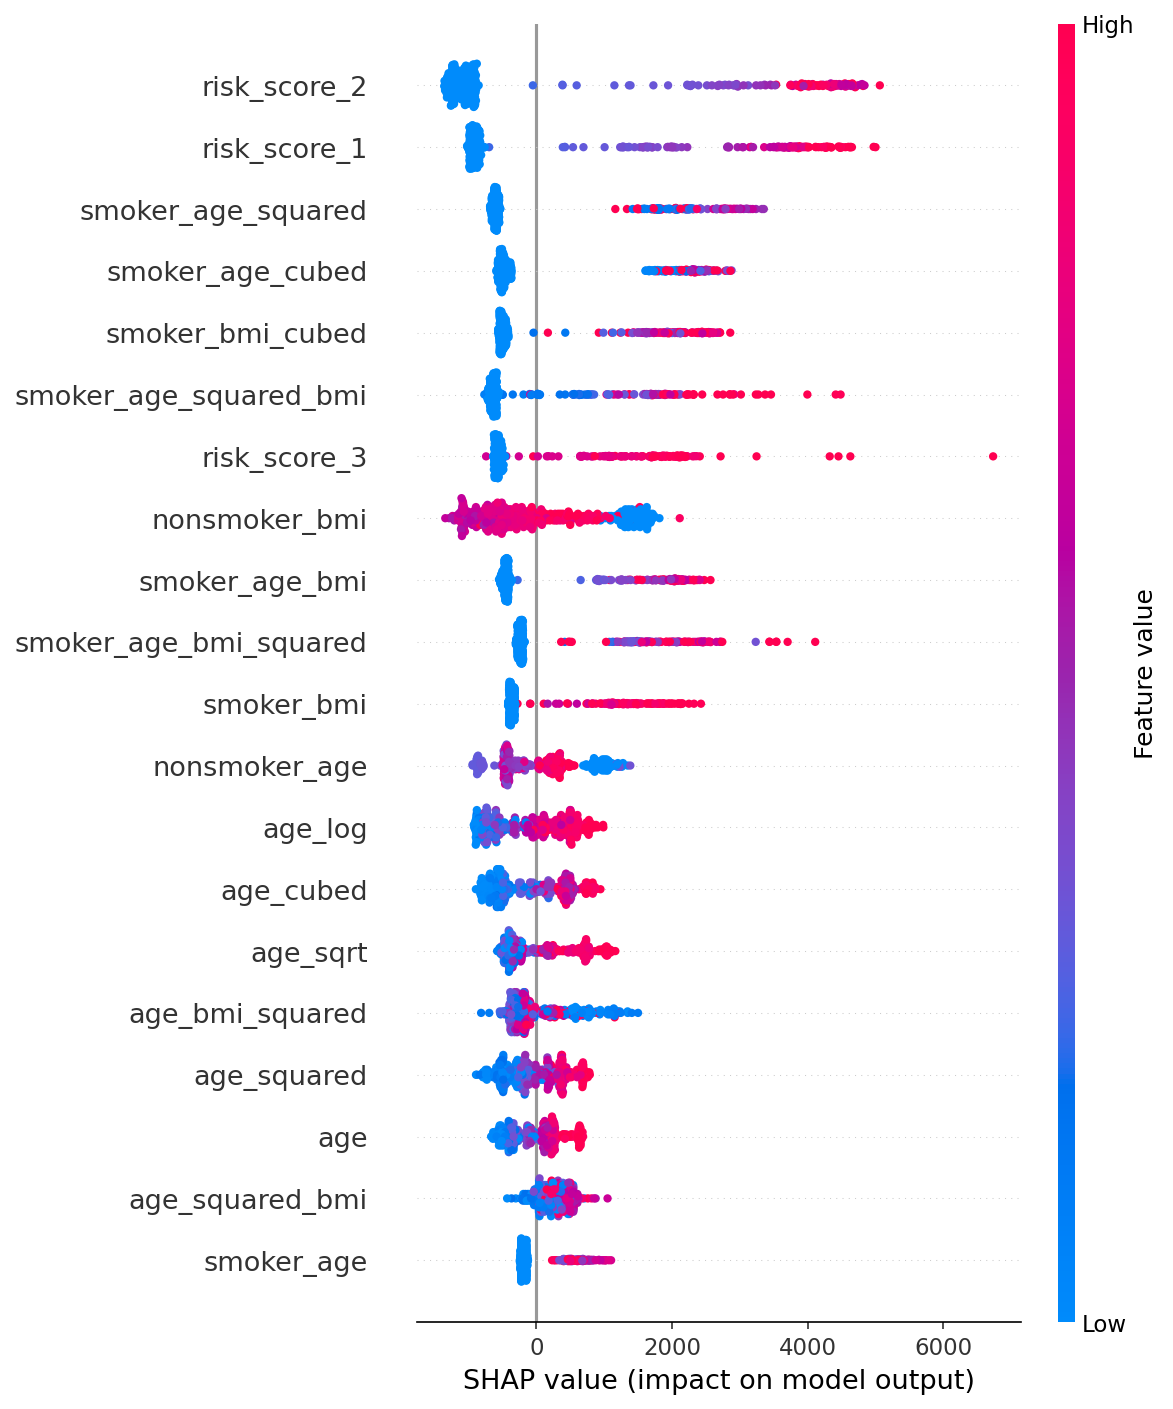 High
risk_score_2
risk_score_1
smoker_age_squared
smoker_age_cubed
smoker_bmi_cubed
smoker_age_squared_bmi
risk_score_3
nonsmoker_bmi
smoker_age_bmi
smoker_age_bmi_squared
smoker_bmi
nonsmoker_age
age_log
age_cubed
age_sqrt
age_bmi_squared
age_squared
age
age_squared_bmi
smoker_age
Feature value
Low
0 2000 4000 6000
SHAP value (impact on model output)